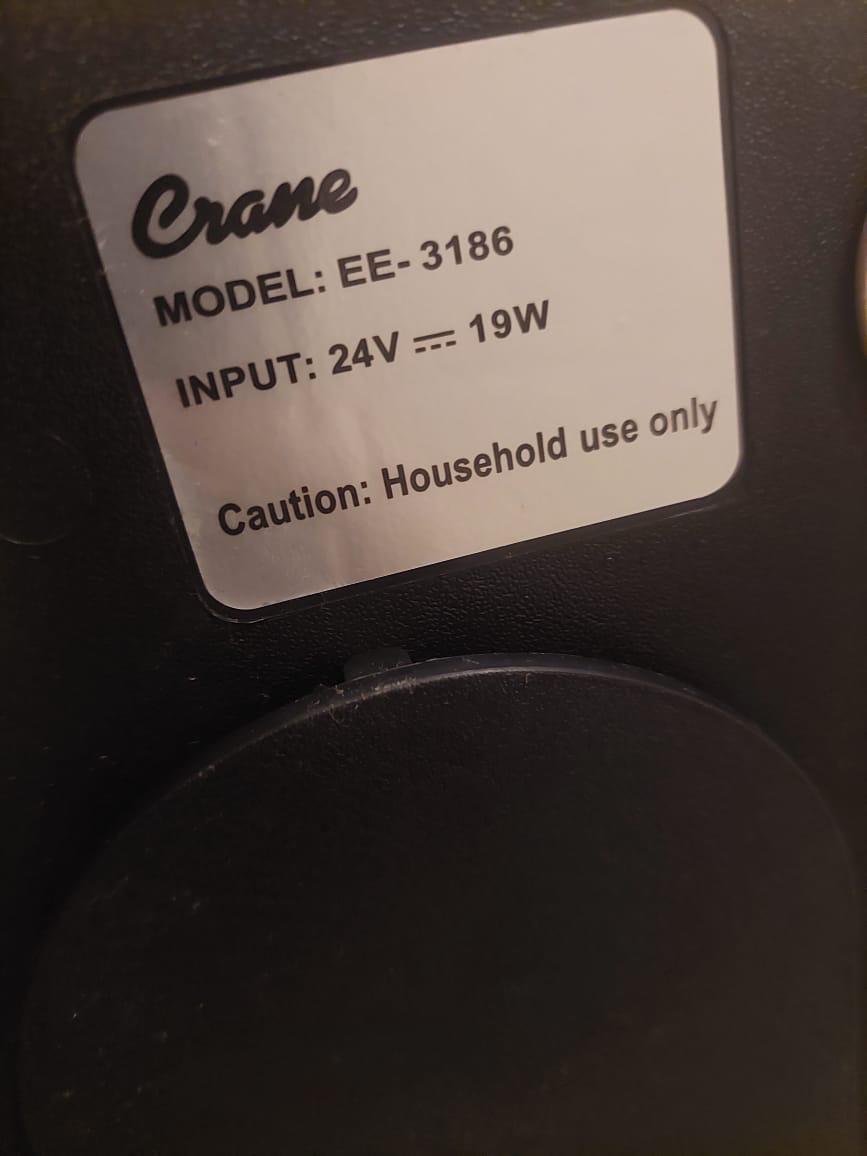 Crane
MODEL: EE- 3186
INPUT: 24V ⎓ 19W
Caution: Household use only